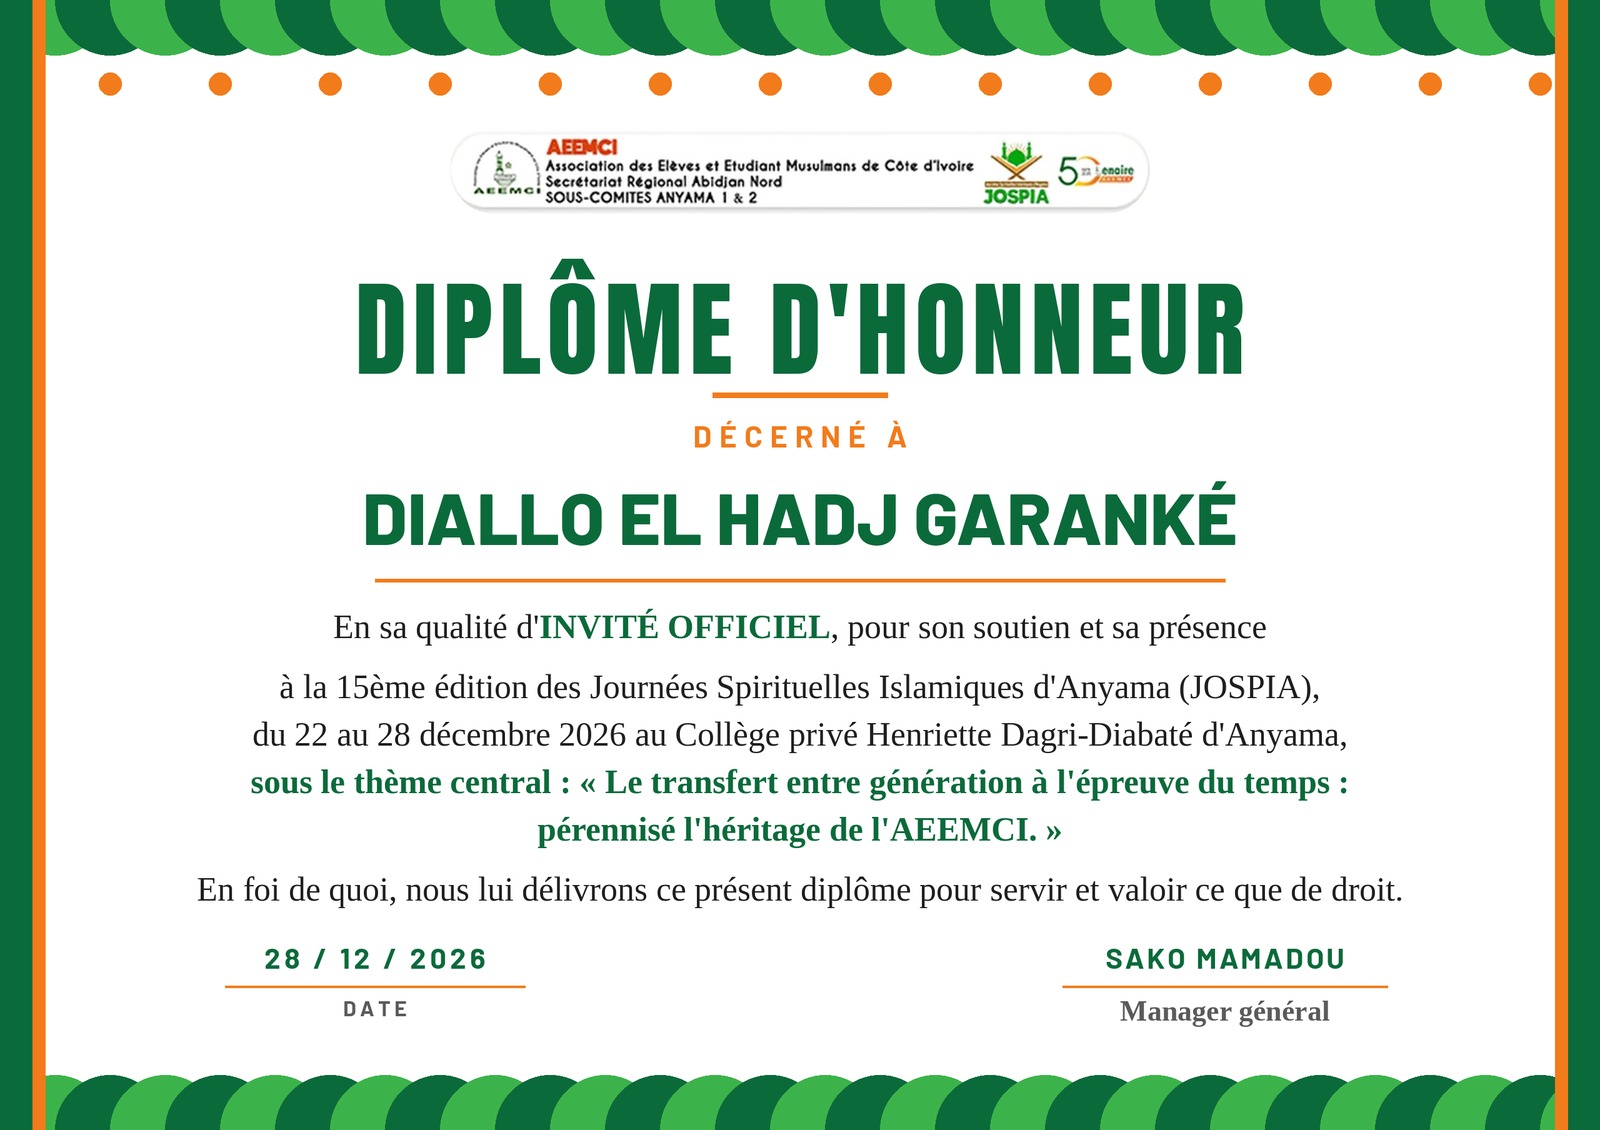 AEEMCI
Association des Elèves et Etudiant Musulmans de Côte d'Ivoire
Secrétariat Régional Abidjan Nord
SOUS-COMITES ANYAMA 1 & 2
AEEMCI
JOSPIA
DIPLÔME D'HONNEUR
DÉCERNÉ À
DIALLO EL HADJ GARANKÉ
En sa qualité d'INVITÉ OFFICIEL, pour son soutien et sa présence
à la 15ème édition des Journées Spirituelles Islamiques d'Anyama (JOSPIA),
du 22 au 28 décembre 2026 au Collège privé Henriette Dagri-Diabaté d'Anyama,
sous le thème central : « Le transfert entre génération à l'épreuve du temps :
pérennisé l'héritage de l'AEEMCI. »
En foi de quoi, nous lui délivrons ce présent diplôme pour servir et valoir ce que de droit.
28 / 12 / 2026
DATE
SAKO MAMADOU
Manager général